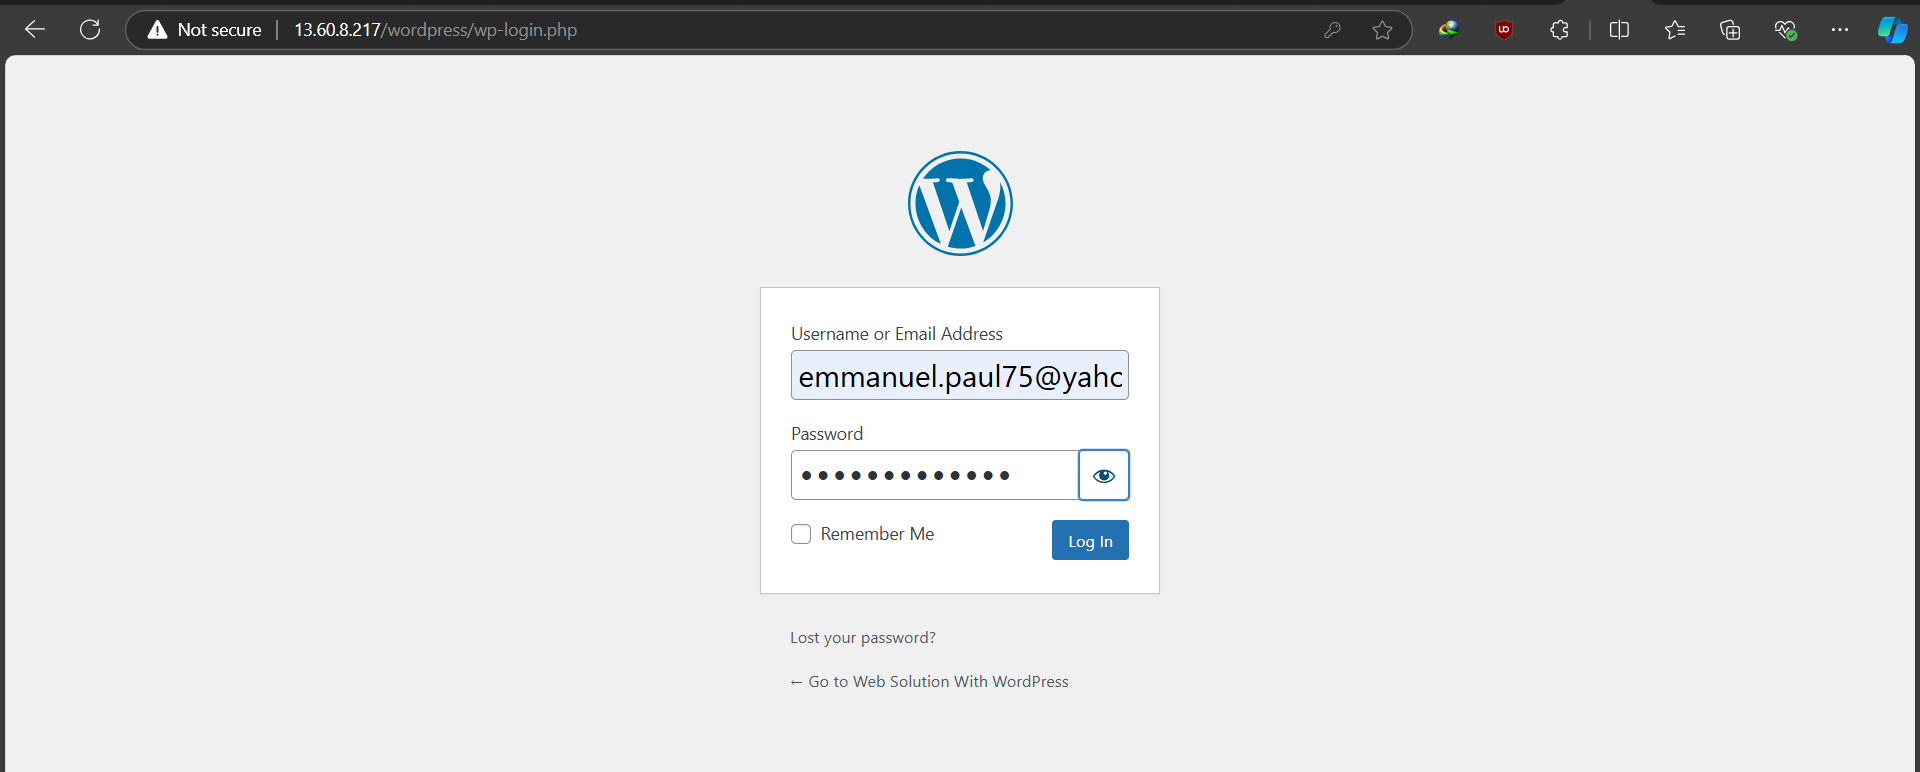 Not secure 13.60.8.217/wordpress/wp-login.php
Username or Email Address
emmanuel.paul75@yahc
Password
Remember Me
Log In
Lost your password?
← Go to Web Solution With WordPress